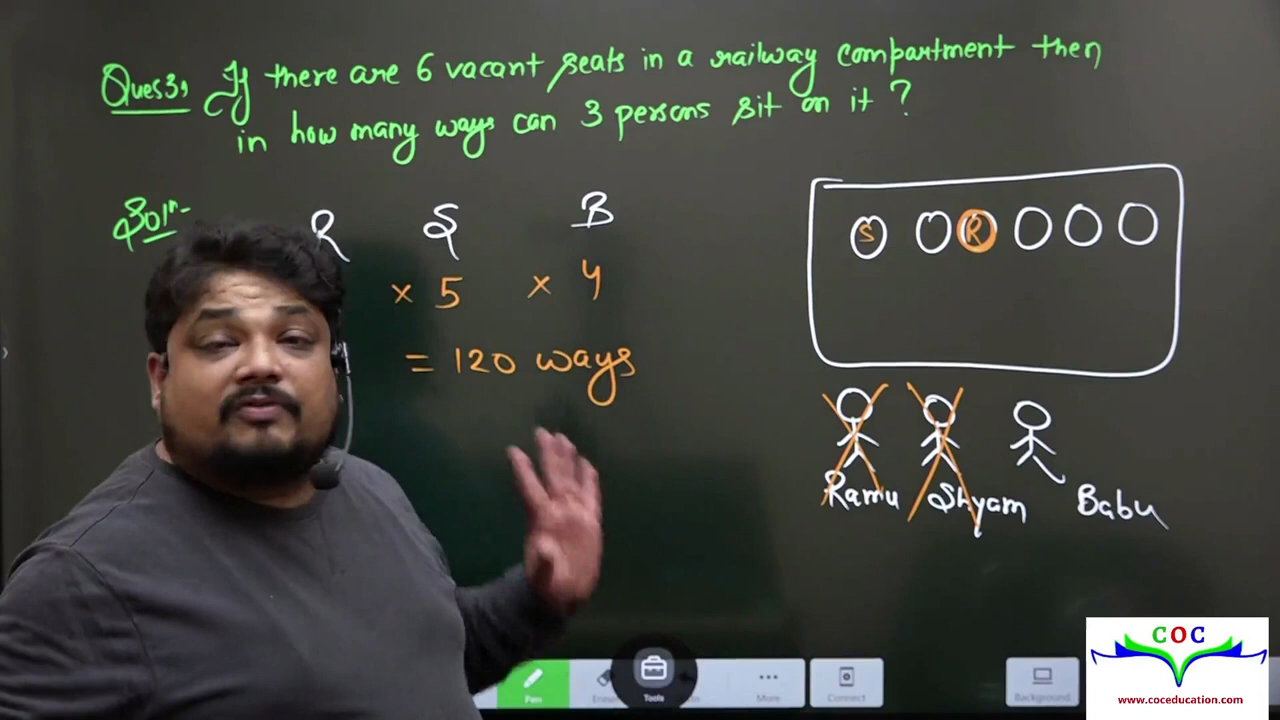 Ques3, If there are 6 vacant seats in a railway compartment then
in how many ways can 3 persons sit on it ?
Solⁿ-
R S B
× 5 × 4
= 120 ways
S R
Ramu Shyam Babu
Pen Tools More Connect Background
COC
www.coceducation.com